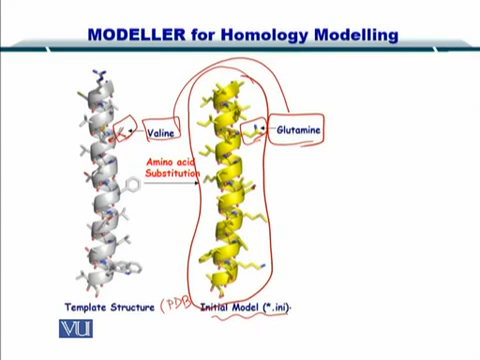 MODELLER for Homology Modelling
Valine
Glutamine
Amino acid
Substitution
Template Structure (PDB
Initial Model (*.ini)
VU